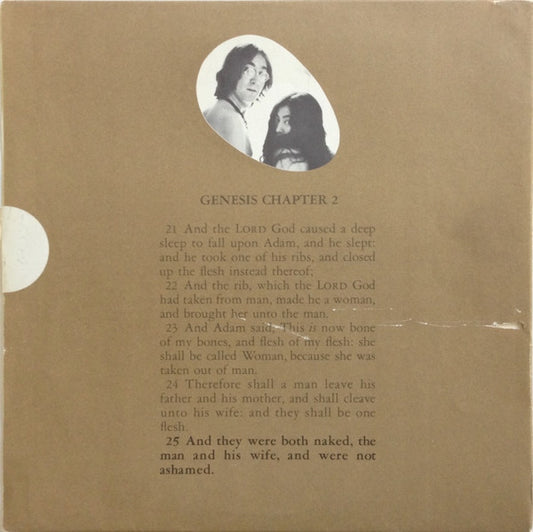 GENESIS CHAPTER 2
21 And the LORD God caused a deep
sleep to fall upon Adam, and he slept:
and he took one of his ribs, and closed
up the flesh instead thereof;
22 And the rib, which the LORD God
had taken from man, made he a woman,
and brought her unto the man.
23 And Adam said, This is now bone
of my bones, and flesh of my flesh: she
shall be called Woman, because she was
taken out of man.
24 Therefore shall a man leave his
father and his mother, and shall cleave
unto his wife: and they shall be one
flesh.
25 And they were both naked, the
man and his wife, and were not
ashamed.